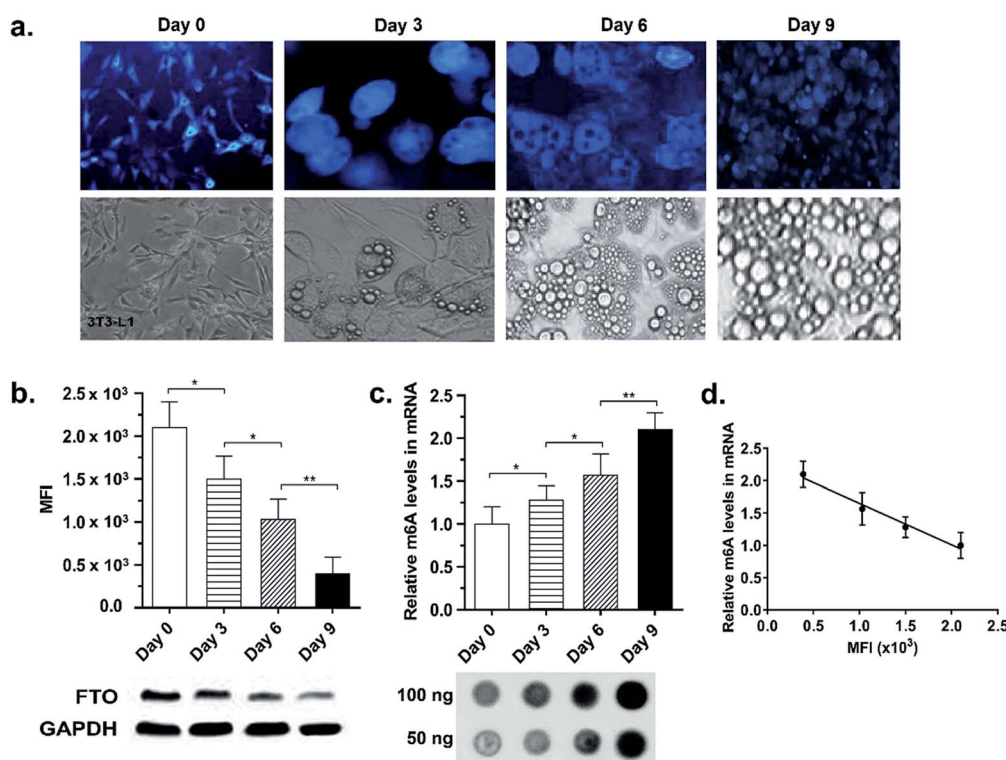 a.
Day 0 Day 3 Day 6 Day 9
3T3-L1
b.
MFI
2.5 x 10³
2.0 x 10³
1.5 x 10³
1.0 x 10³
0.5 x 10³
0.0
* * **
Day 0 Day 3 Day 6 Day 9
FTO
GAPDH
c.
Relative m6A levels in mRNA
2.5
2.0
1.5
1.0
0.5
0.0
* * **
Day 0 Day 3 Day 6 Day 9
100 ng
50 ng
d.
Relative m6A levels in mRNA
2.5
2.0
1.5
1.0
0.5
0.0
0.0 0.5 1.0 1.5 2.0 2.5
MFI (x10³)